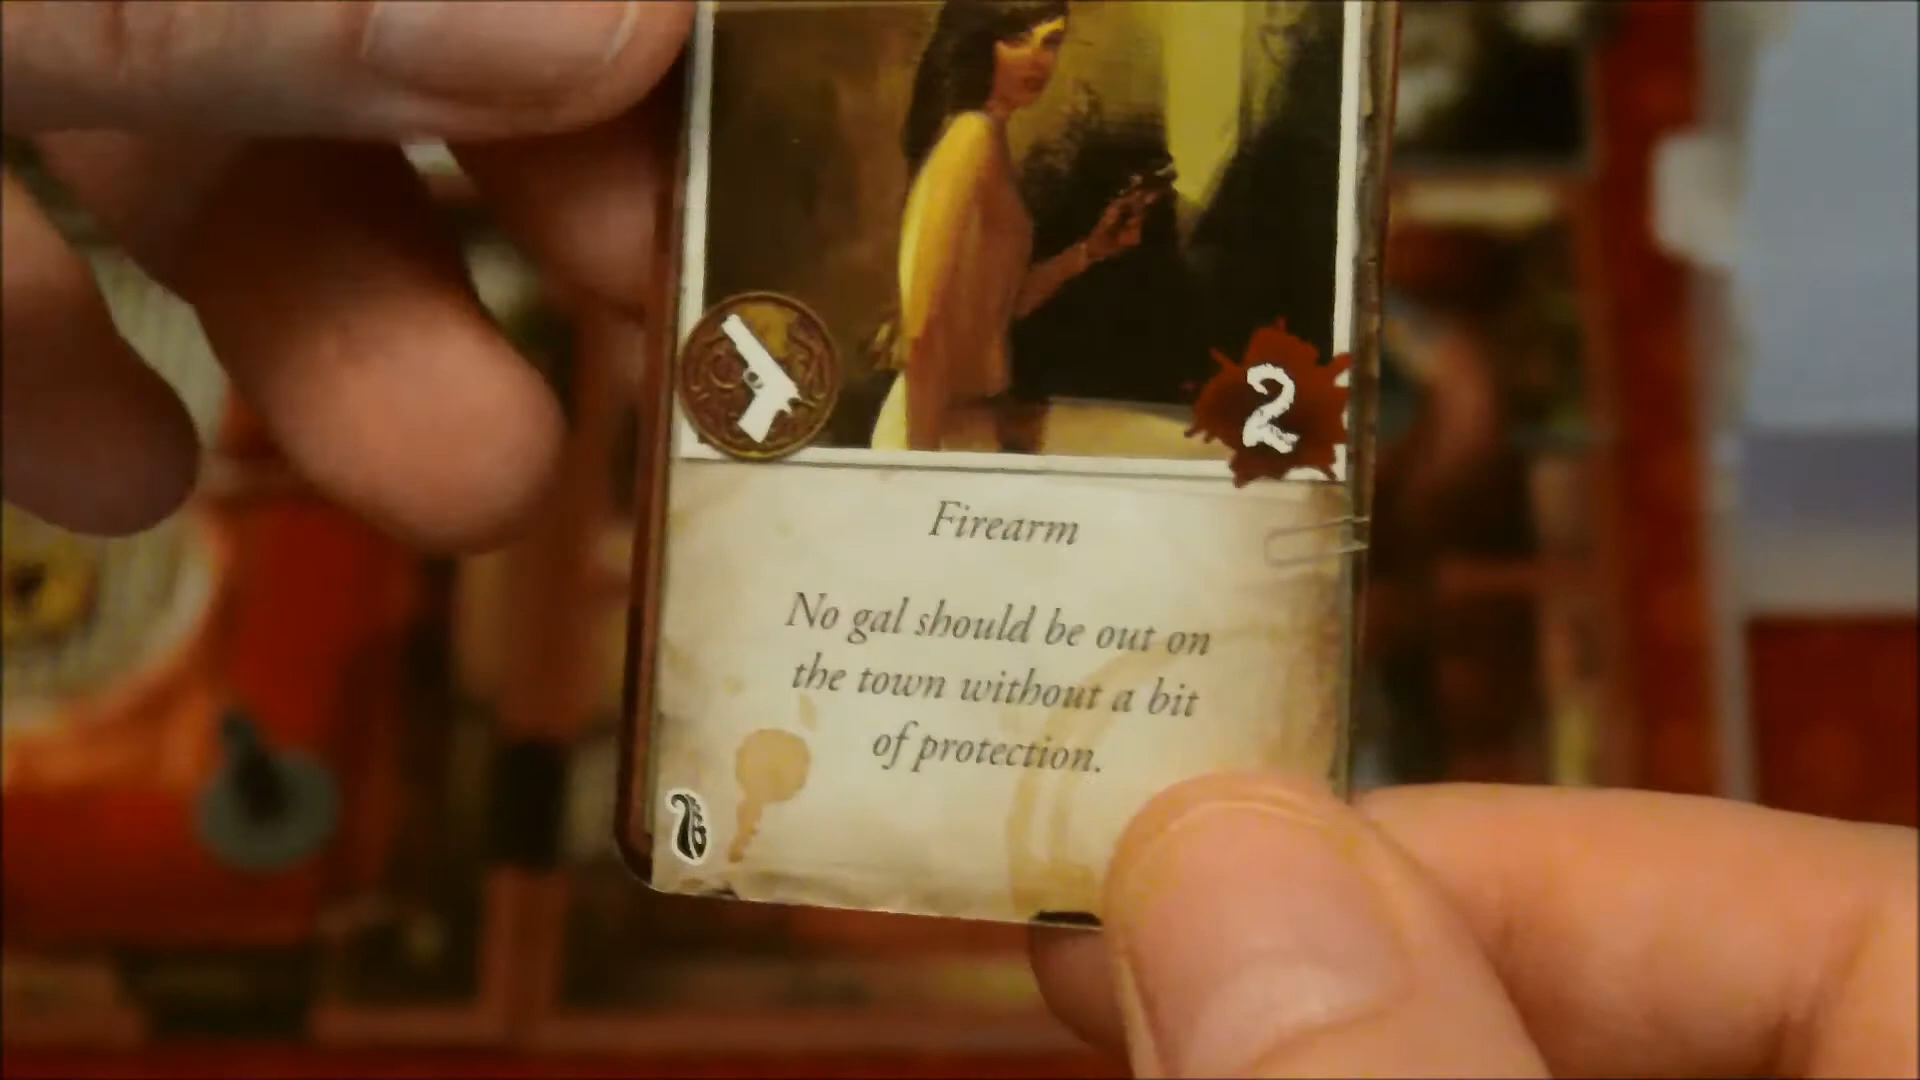 2
Firearm
No gal should be out on
the town without a bit
of protection.